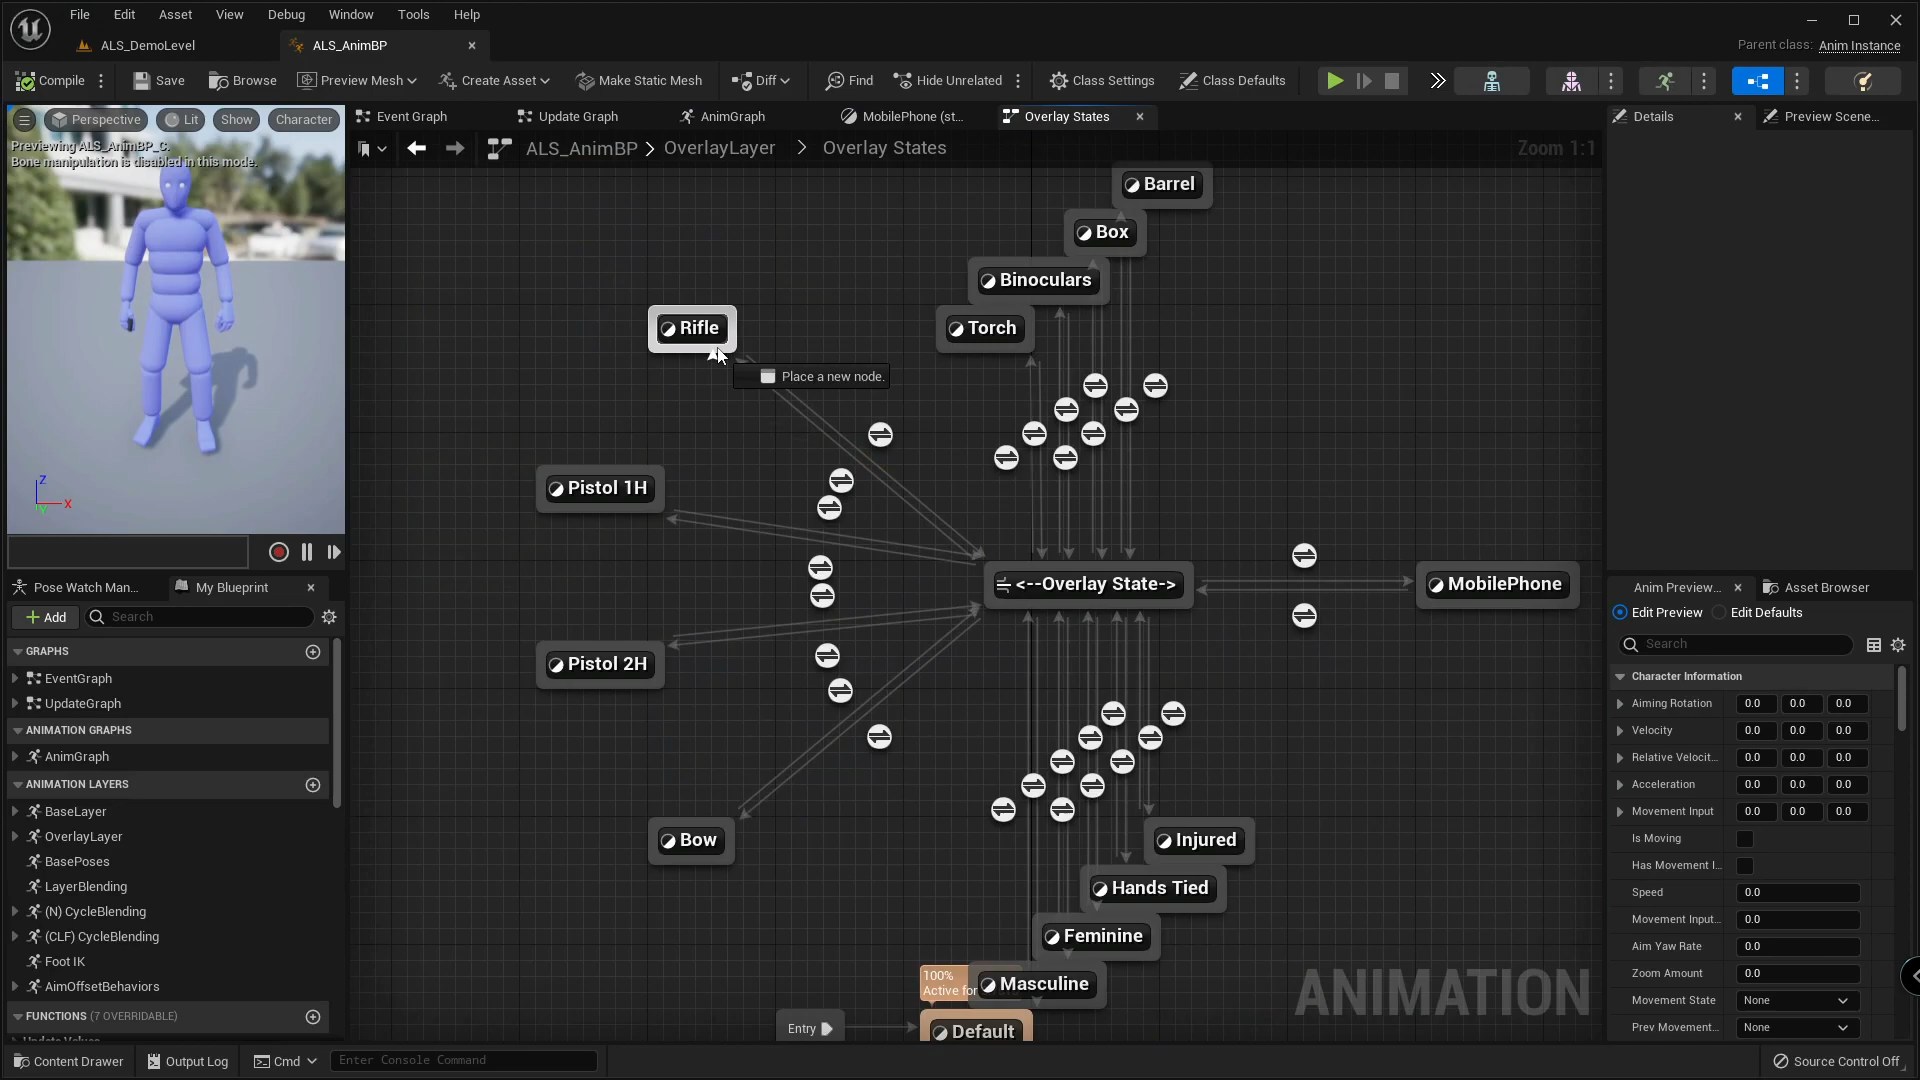 File Edit Asset View Debug Window Tools Help
ALS_DemoLevel
ALS_AnimBP
Parent class: Anim Instance
Compile Save Browse Preview Mesh Create Asset Make Static Mesh Diff Find Hide Unrelated Class Settings Class Defaults
Perspective Lit Show Character
Previewing ALS_AnimBP_C.
Bone manipulation is disabled in this mode.
Z
X
Y
Event Graph Update Graph AnimGraph MobilePhone (st... Overlay States
ALS_AnimBP > OverlayLayer > Overlay States
Zoom 1:1
Barrel
Box
Binoculars
Rifle
Torch
Place a new node.
Pistol 1H
<--Overlay State->
MobilePhone
Pistol 2H
Bow
Injured
Hands Tied
Feminine
100%
Active for
Masculine
Entry
Default
ANIMATION
Pose Watch Man... My Blueprint
Add Search
GRAPHS
EventGraph
UpdateGraph
ANIMATION GRAPHS
AnimGraph
ANIMATION LAYERS
BaseLayer
OverlayLayer
BasePoses
LayerBlending
(N) CycleBlending
(CLF) CycleBlending
Foot IK
AimOffsetBehaviors
FUNCTIONS (7 OVERRIDABLE)
Details Preview Scene...
Anim Preview... Asset Browser
Edit Preview Edit Defaults
Search
Character Information
Aiming Rotation 0.0 0.0 0.0
Velocity 0.0 0.0 0.0
Relative Velocit... 0.0 0.0 0.0
Acceleration 0.0 0.0 0.0
Movement Input 0.0 0.0 0.0
Is Moving
Has Movement I...
Speed 0.0
Movement Input... 0.0
Aim Yaw Rate 0.0
Zoom Amount 0.0
Movement State None
Prev Movement... None
Content Drawer Output Log Cmd Enter Console Command
Source Control Off